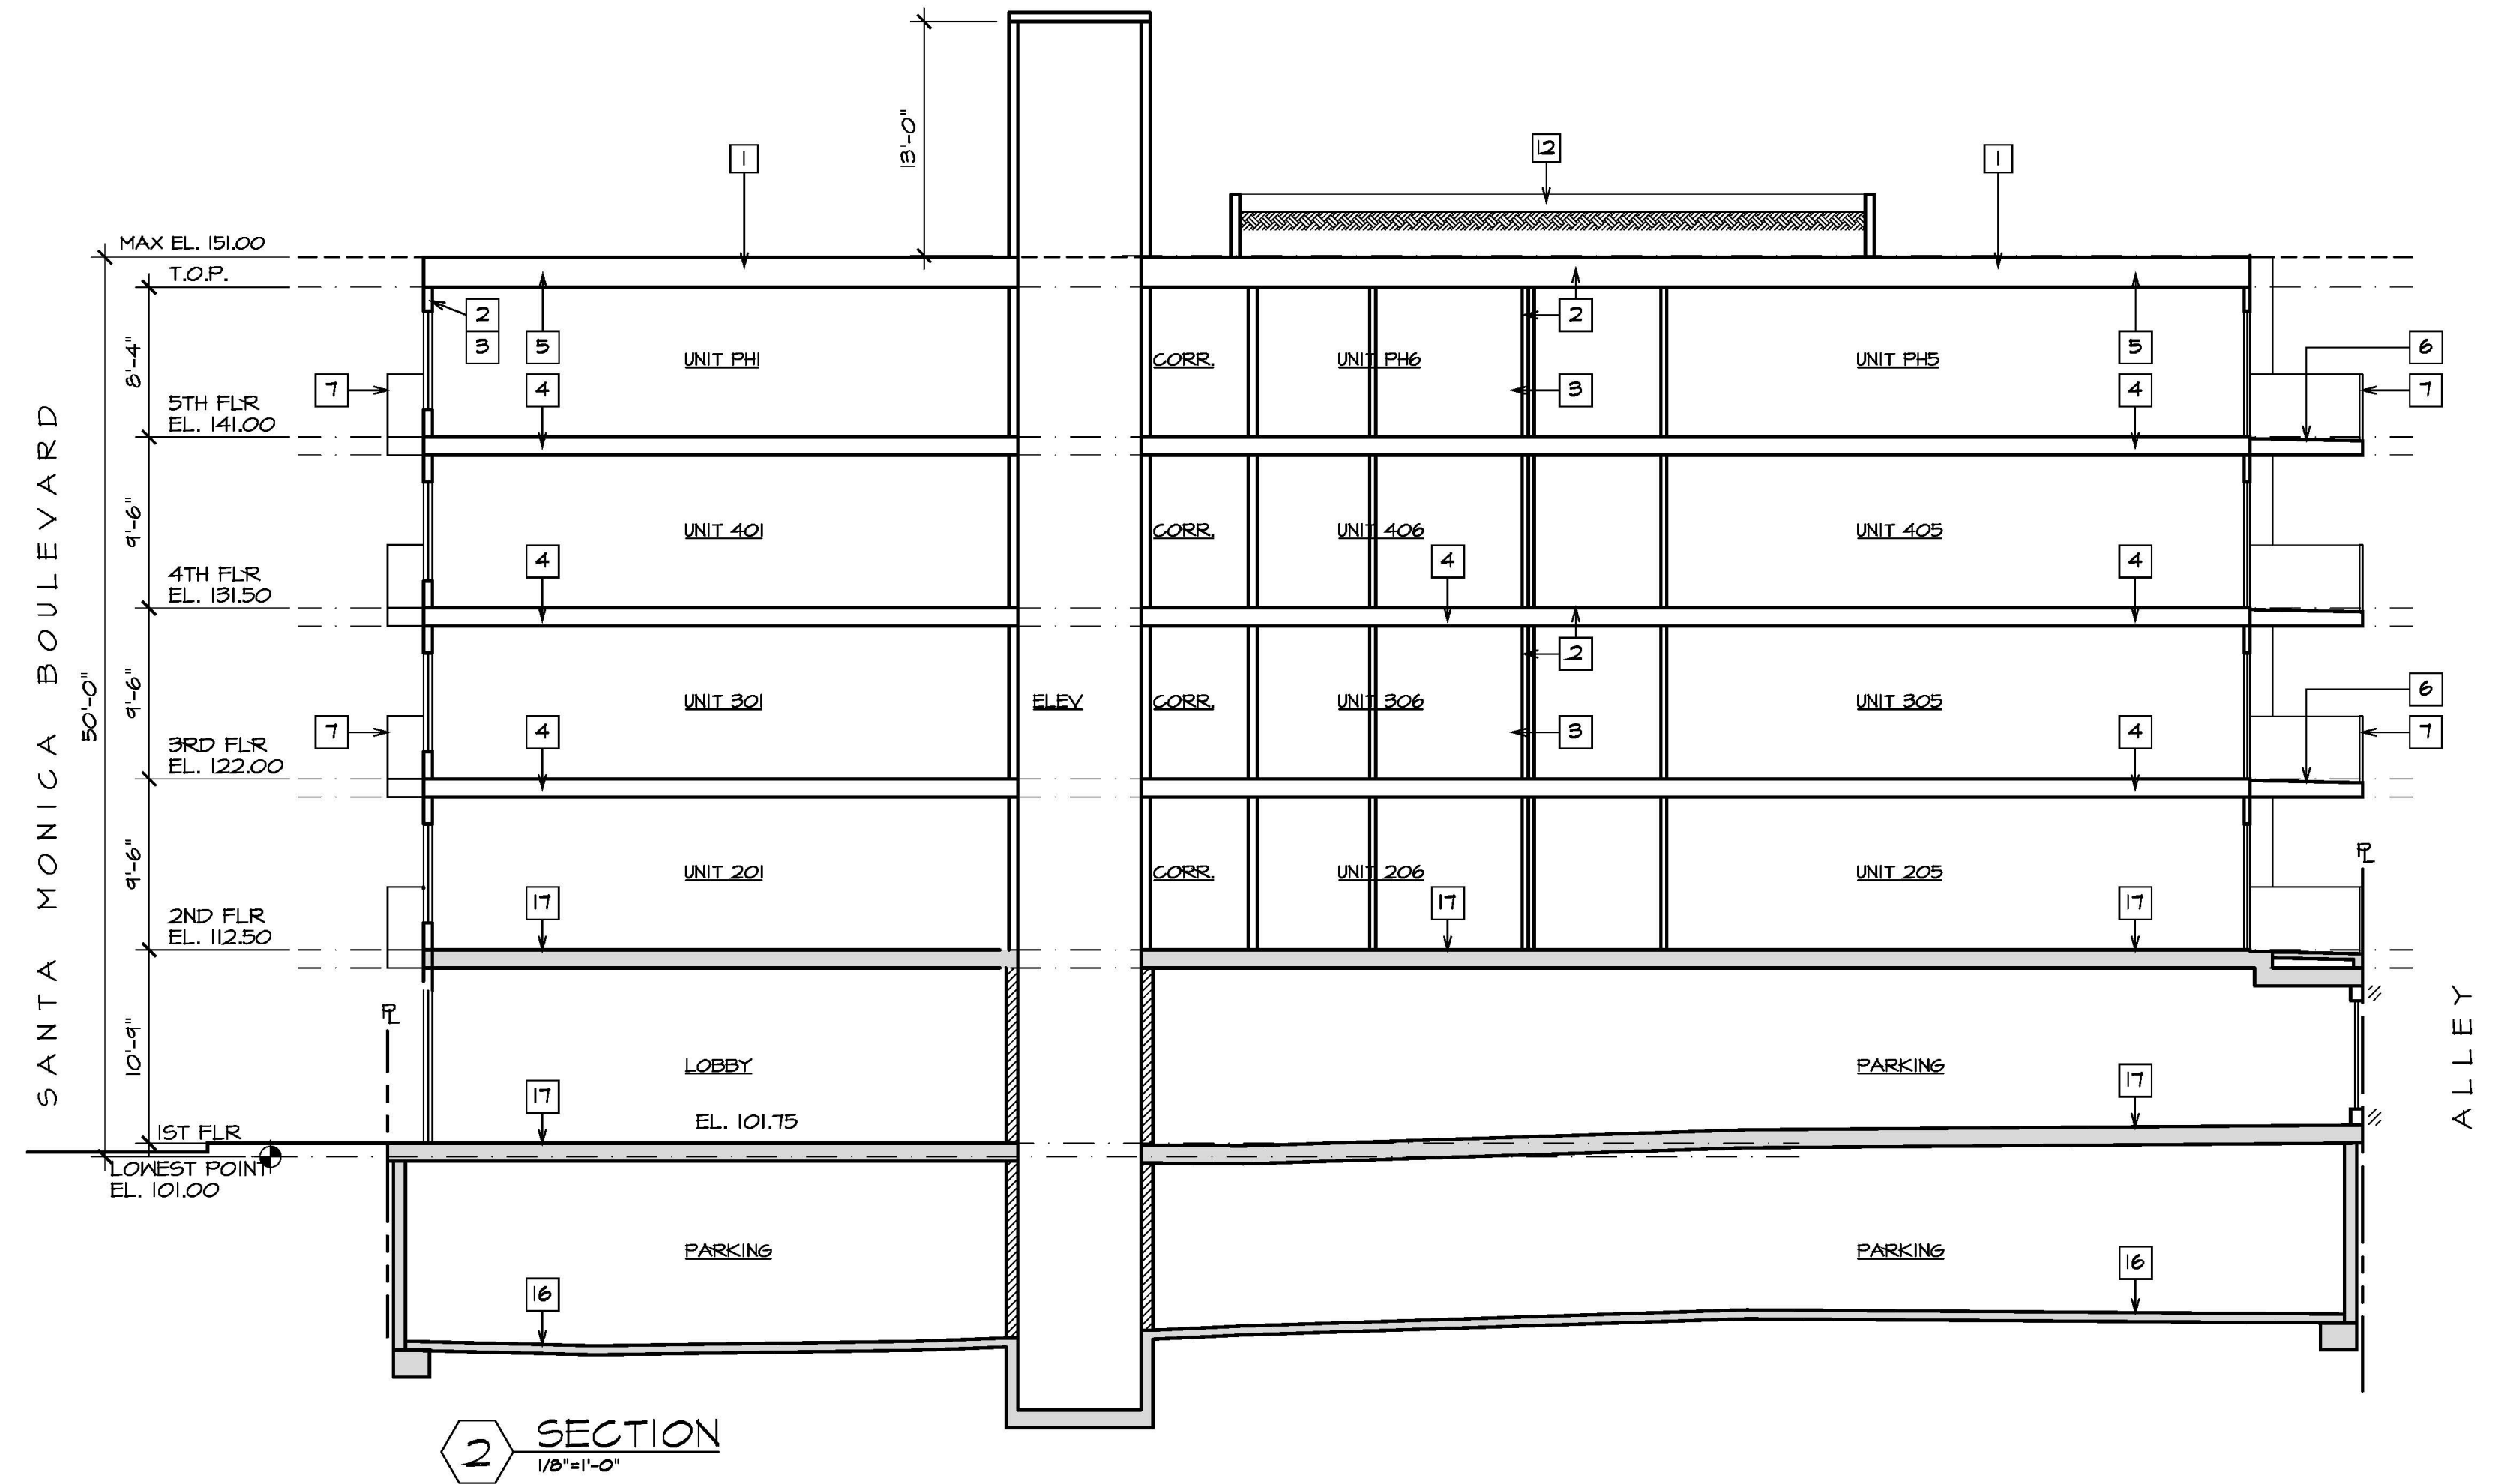 13'-0"
12
1
1
MAX EL. 151.00
T.O.P.
2
3
5
2
5
8'-4"
UNIT PH1
CORR.
UNIT PH6
UNIT PH5
6
7
4
3
4
7
5TH FLR
EL. 141.00
9'-6"
UNIT 401
CORR.
UNIT 406
UNIT 405
4
4
4
4TH FLR
EL. 131.50
2
SANTA MONICA BOULEVARD
50'-0"
9'-6"
UNIT 301
ELEV
CORR.
UNIT 306
UNIT 305
6
7
4
3
4
7
3RD FLR
EL. 122.00
9'-6"
UNIT 201
CORR.
UNIT 206
UNIT 205
PL
17
17
17
2ND FLR
EL. 112.50
PL
10'-9"
LOBBY
PARKING
ALLEY
17
17
EL. 101.75
1ST FLR
LOWEST POINT
EL. 101.00
PARKING
PARKING
16
16
2
SECTION
1/8"=1'-0"